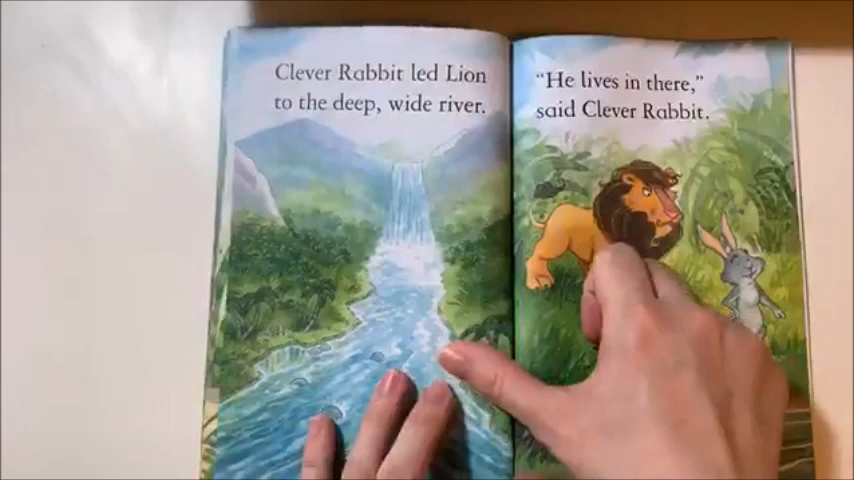 Clever Rabbit led Lion
to the deep, wide river.
“He lives in there,”
said Clever Rabbit.